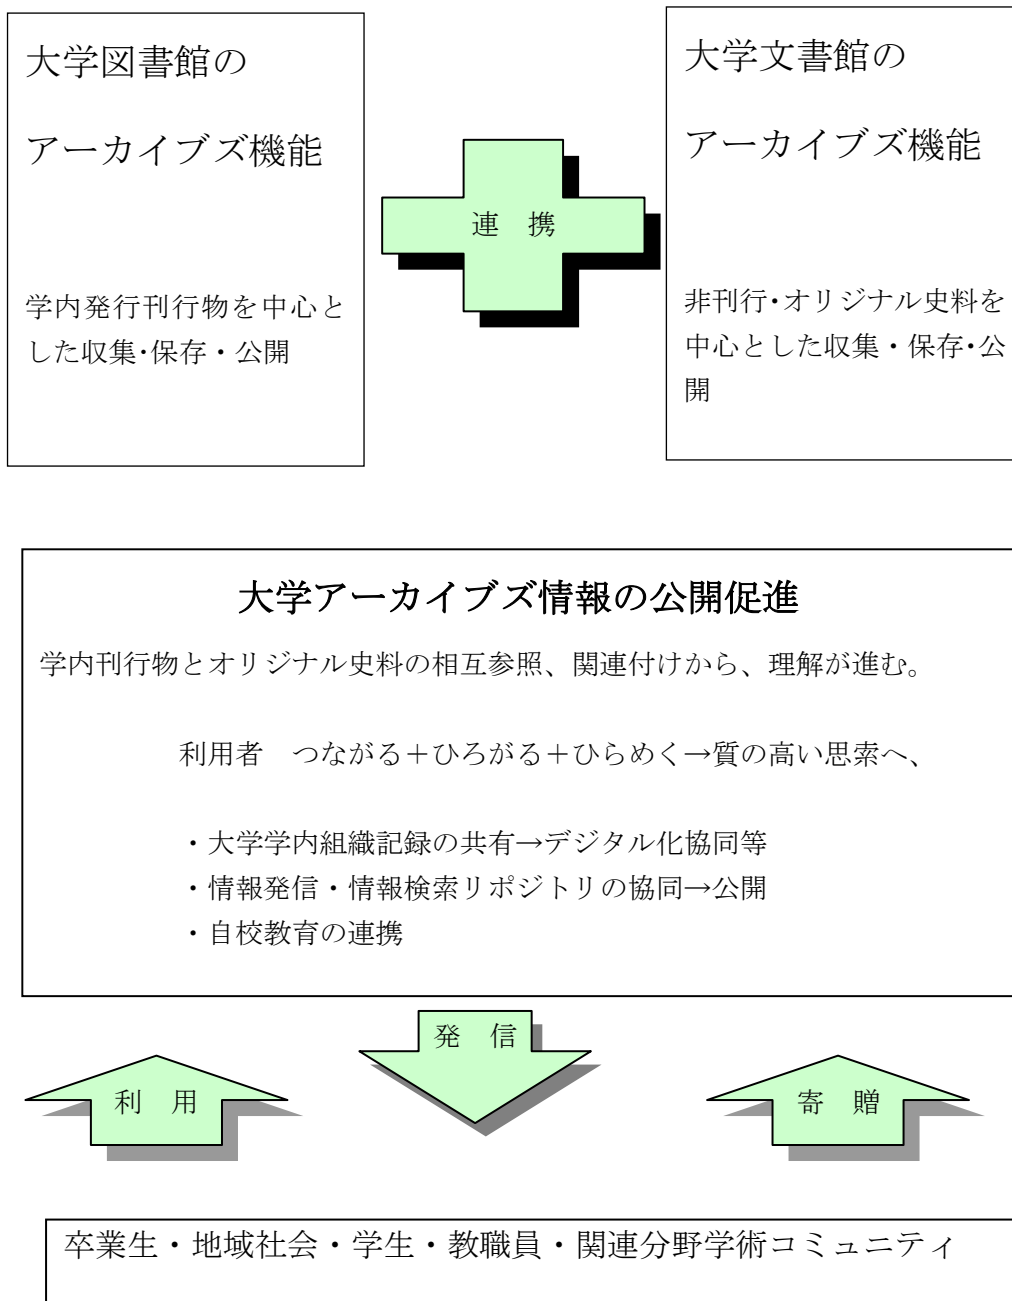 大学図書館の
アーカイブズ機能
学内発行刊行物を中心と
した収集･保存・公開
連　携
大学文書館の
アーカイブズ機能
非刊行･オリジナル史料を
中心とした収集・保存･公
開
大学アーカイブズ情報の公開促進
学内刊行物とオリジナル史料の相互参照、関連付けから、理解が進む。
利用者　つながる＋ひろがる＋ひらめく→質の高い思索へ、
・大学学内組織記録の共有→デジタル化協同等
・情報発信・情報検索リポジトリの協同→公開
・自校教育の連携
利　用
発　信
寄　贈
卒業生・地域社会・学生・教職員・関連分野学術コミュニティ